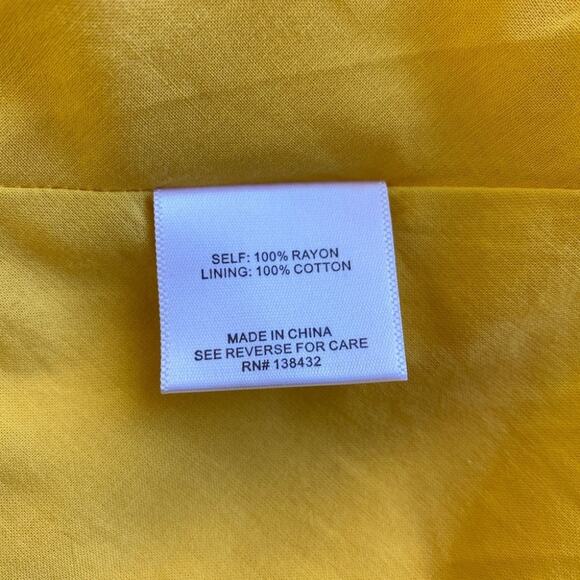 SELF: 100% RAYON
LINING: 100% COTTON
MADE IN CHINA
SEE REVERSE FOR CARE
RN# 138432